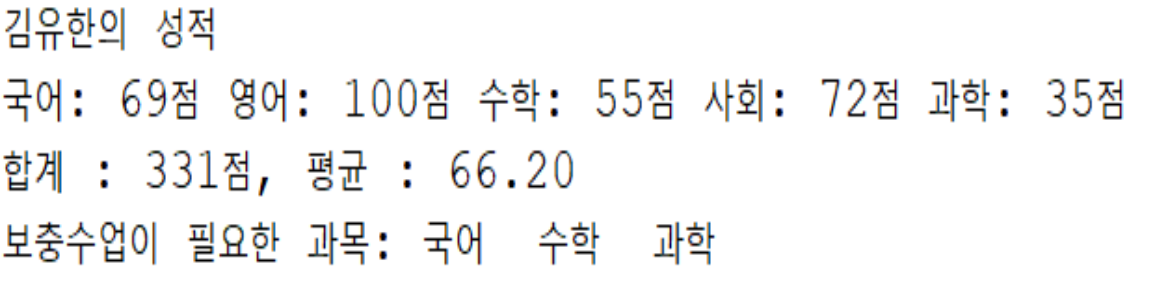 김유한의 성적
국어: 69점 영어: 100점 수학: 55점 사회: 72점 과학: 35점
합계 : 331점, 평균 : 66.20
보충수업이 필요한 과목: 국어 수학 과학